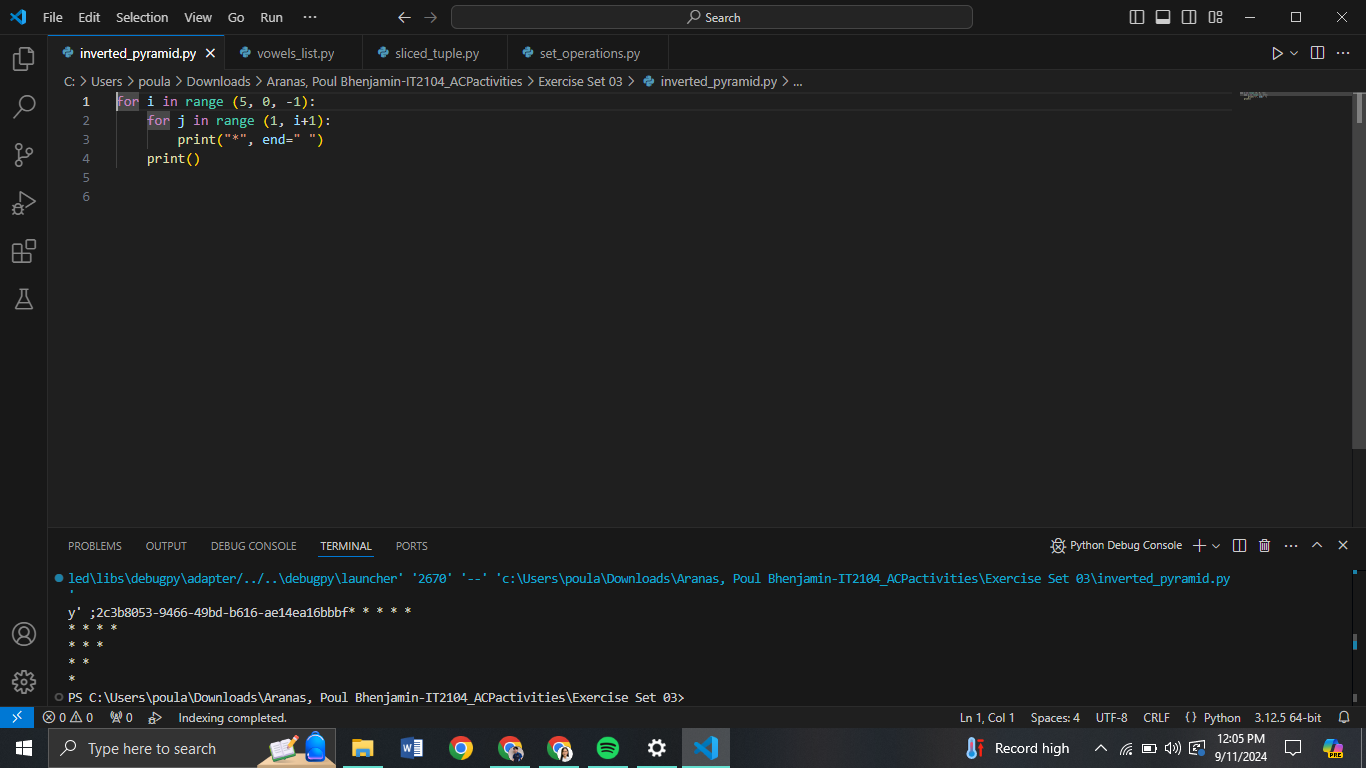 File Edit Selection View Go Run ··· Search
inverted_pyramid.py vowels_list.py sliced_tuple.py set_operations.py
C: > Users > poula > Downloads > Aranas, Poul Bhenjamin-IT2104_ACPactivities > Exercise Set 03 > inverted_pyramid.py > ...
1 for i in range (5, 0, -1):
2 for j in range (1, i+1):
3 print("*", end=" ")
4 print()
5
6
PROBLEMS OUTPUT DEBUG CONSOLE TERMINAL PORTS Python Debug Console
led\libs\debugpy\adapter/../..\debugpy\launcher' '2670' '--' 'c:\Users\poula\Downloads\Aranas, Poul Bhenjamin-IT2104_ACPactivities\Exercise Set 03\inverted_pyramid.py
'
y' ;2c3b8053-9466-49bd-b616-ae14ea16bbbf* * * * *
* * * *
* * *
* *
*
PS C:\Users\poula\Downloads\Aranas, Poul Bhenjamin-IT2104_ACPactivities\Exercise Set 03>
0 0 0 Indexing completed. Ln 1, Col 1 Spaces: 4 UTF-8 CRLF {} Python 3.12.5 64-bit
Type here to search Record high 12:05 PM
9/11/2024
PRE